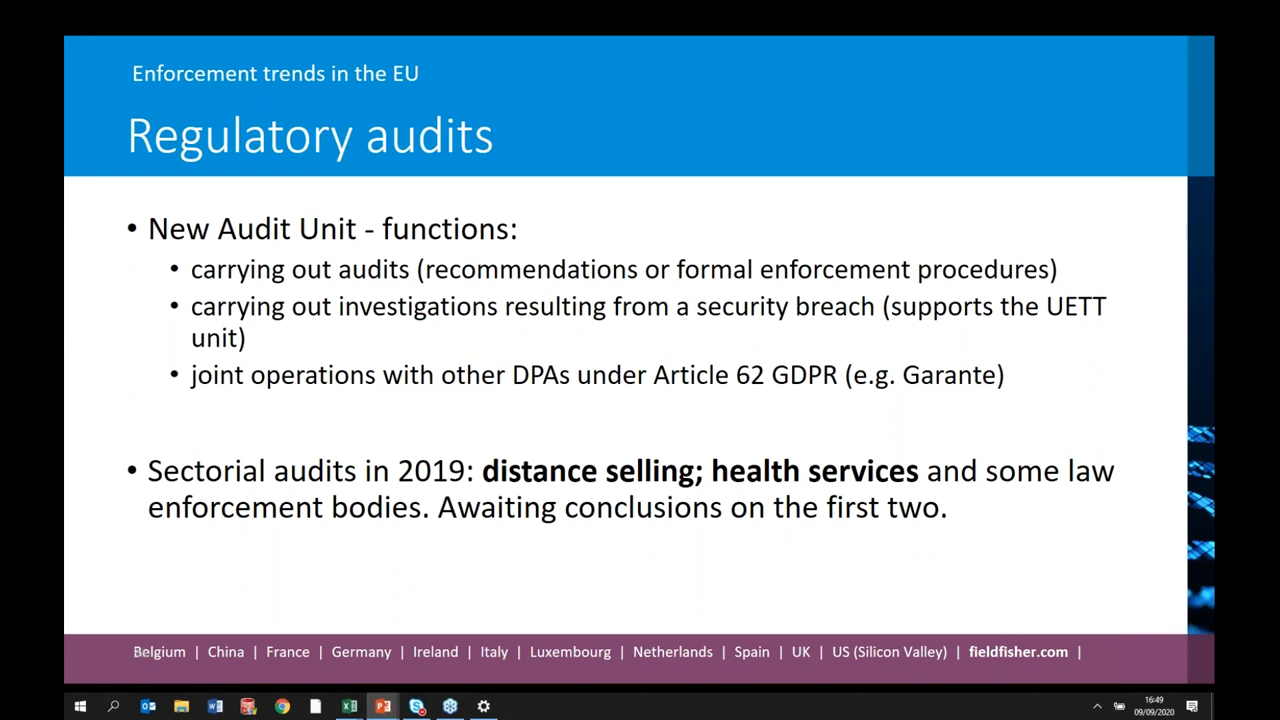 Enforcement trends in the EU
Regulatory audits
• New Audit Unit - functions:
• carrying out audits (recommendations or formal enforcement procedures)
• carrying out investigations resulting from a security breach (supports the UETT
unit)
• joint operations with other DPAs under Article 62 GDPR (e.g. Garante)
• Sectorial audits in 2019: distance selling; health services and some law
enforcement bodies. Awaiting conclusions on the first two.
Belgium | China | France | Germany | Ireland | Italy | Luxembourg | Netherlands | Spain | UK | US (Silicon Valley) | fieldfisher.com |
16:49
09/09/2020